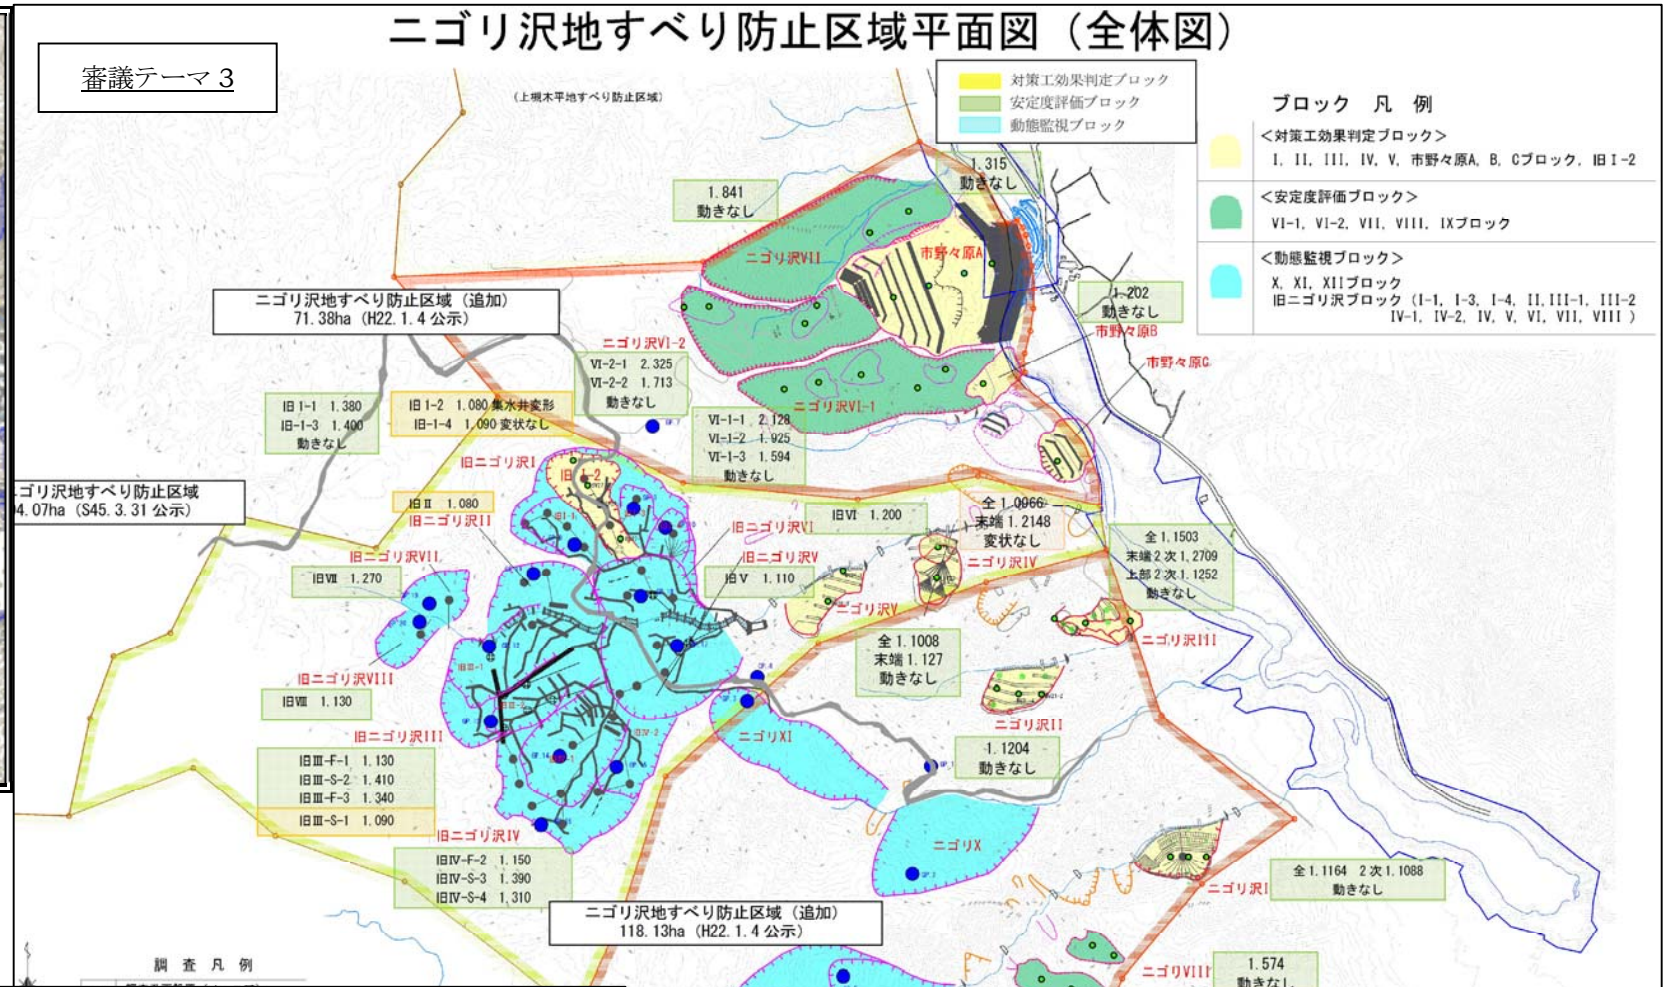 ニゴリ沢地すべり防止区域平面図（全体図）
審議テーマ 3
（上槻木平地すべり防止区域）
対策工効果判定ブロック
安定度評価ブロック
動態監視ブロック
ブロック 凡 例
＜対策工効果判定ブロック＞
I, II, III, IV, V, 市野々原A, B, Cブロック, 旧I-2
＜安定度評価ブロック＞
VI-1, VI-2, VII, VIII, IXブロック
＜動態監視ブロック＞
X, XI, XIIブロック
旧ニゴリ沢ブロック（I-1, I-3, I-4, II, III-1, III-2
IV-1, IV-2, IV, V, VI, VII, VIII ）
1.315
動きなし
1.841
動きなし
ニゴリ沢VII
市野々原A
1.202
動きなし
市野々原B
市野々原C
ニゴリ沢地すべり防止区域（追加）
71.38ha（H22.1.4 公示）
ニゴリ沢VI-2
VI-2-1 2.325
VI-2-2 1.713
動きなし
ニゴリ沢VI-1
旧 1-1 1.380
旧-1-3 1.400
動きなし
旧 1-2 1.080 集水井変形
旧-1-4 1.090 変状なし
VI-1-1 2.128
VI-1-2 1.925
VI-1-3 1.594
動きなし
旧ニゴリ沢I
旧I-2
ゴリ沢地すべり防止区域
4.07ha（S45.3.31 公示）
旧II 1.080
旧ニゴリ沢II
旧ニゴリ沢VI
旧VI 1.200
全 1.0966
末端 1.2148
変状なし
全 1.1503
末端２次 1.2709
上部２次 1.1252
動きなし
旧ニゴリ沢VII
旧VII 1.270
旧ニゴリ沢V
旧V 1.110
ニゴリ沢IV
ニゴリ沢V
ニゴリ沢III
全 1.1008
末端 1.127
動きなし
旧ニゴリ沢VIII
旧VIII 1.130
ニゴリ沢II
旧ニゴリ沢III
ニゴリXI
1.1204
動きなし
旧III-F-1 1.130
旧III-S-2 1.410
旧III-F-3 1.340
旧III-S-1 1.090
旧ニゴリ沢IV
旧IV-F-2 1.150
旧IV-S-3 1.390
旧IV-S-4 1.310
ニゴリX
ニゴリ沢I
全 1.1164 ２次 1.1088
動きなし
ニゴリ沢地すべり防止区域（追加）
118.13ha（H22.1.4 公示）
調 査 凡 例
ニゴリVIII
1.574
動きなし